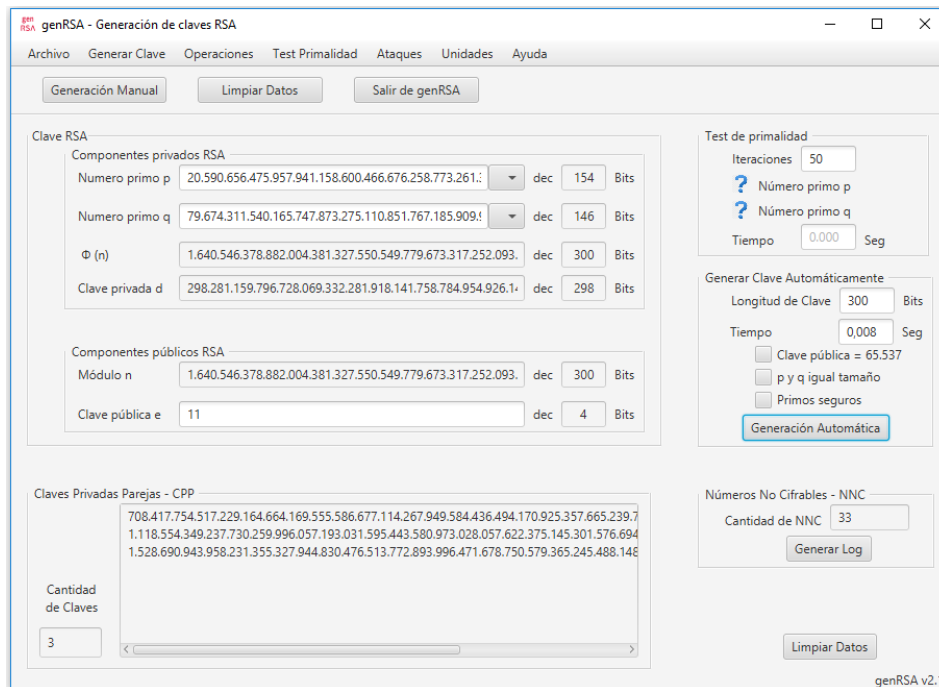 gen RSA genRSA - Generación de claves RSA
Archivo Generar Clave Operaciones Test Primalidad Ataques Unidades Ayuda
Generación Manual Limpiar Datos Salir de genRSA
Clave RSA
Componentes privados RSA
Numero primo p 20.590.656.475.957.941.158.600.466.676.258.773.261. dec 154 Bits
Numero primo q 79.674.311.540.165.747.873.275.110.851.767.185.909. dec 146 Bits
Φ (n) 1.640.546.378.882.004.381.327.550.549.779.673.317.252.093. dec 300 Bits
Clave privada d 298.281.159.796.728.069.332.281.918.141.758.784.954.926.14 dec 298 Bits
Componentes públicos RSA
Módulo n 1.640.546.378.882.004.381.327.550.549.779.673.317.252.093. dec 300 Bits
Clave pública e 11 dec 4 Bits
Test de primalidad
Iteraciones 50
? Número primo p
? Número primo q
Tiempo 0.000 Seg
Generar Clave Automáticamente
Longitud de Clave 300 Bits
Tiempo 0,008 Seg
Clave pública = 65.537
p y q igual tamaño
Primos seguros
Generación Automática
Claves Privadas Parejas - CPP
708.417.754.517.229.164.664.169.555.586.677.114.267.949.584.436.494.170.925.357.665.239.7
1.118.554.349.237.730.259.996.057.193.031.595.443.580.973.028.057.622.375.145.301.576.694
1.528.690.943.958.231.355.327.944.830.476.513.772.893.996.471.678.750.579.365.245.488.148
Cantidad
de Claves
3
Números No Cifrables - NNC
Cantidad de NNC 33
Generar Log
Limpiar Datos
genRSA v2.